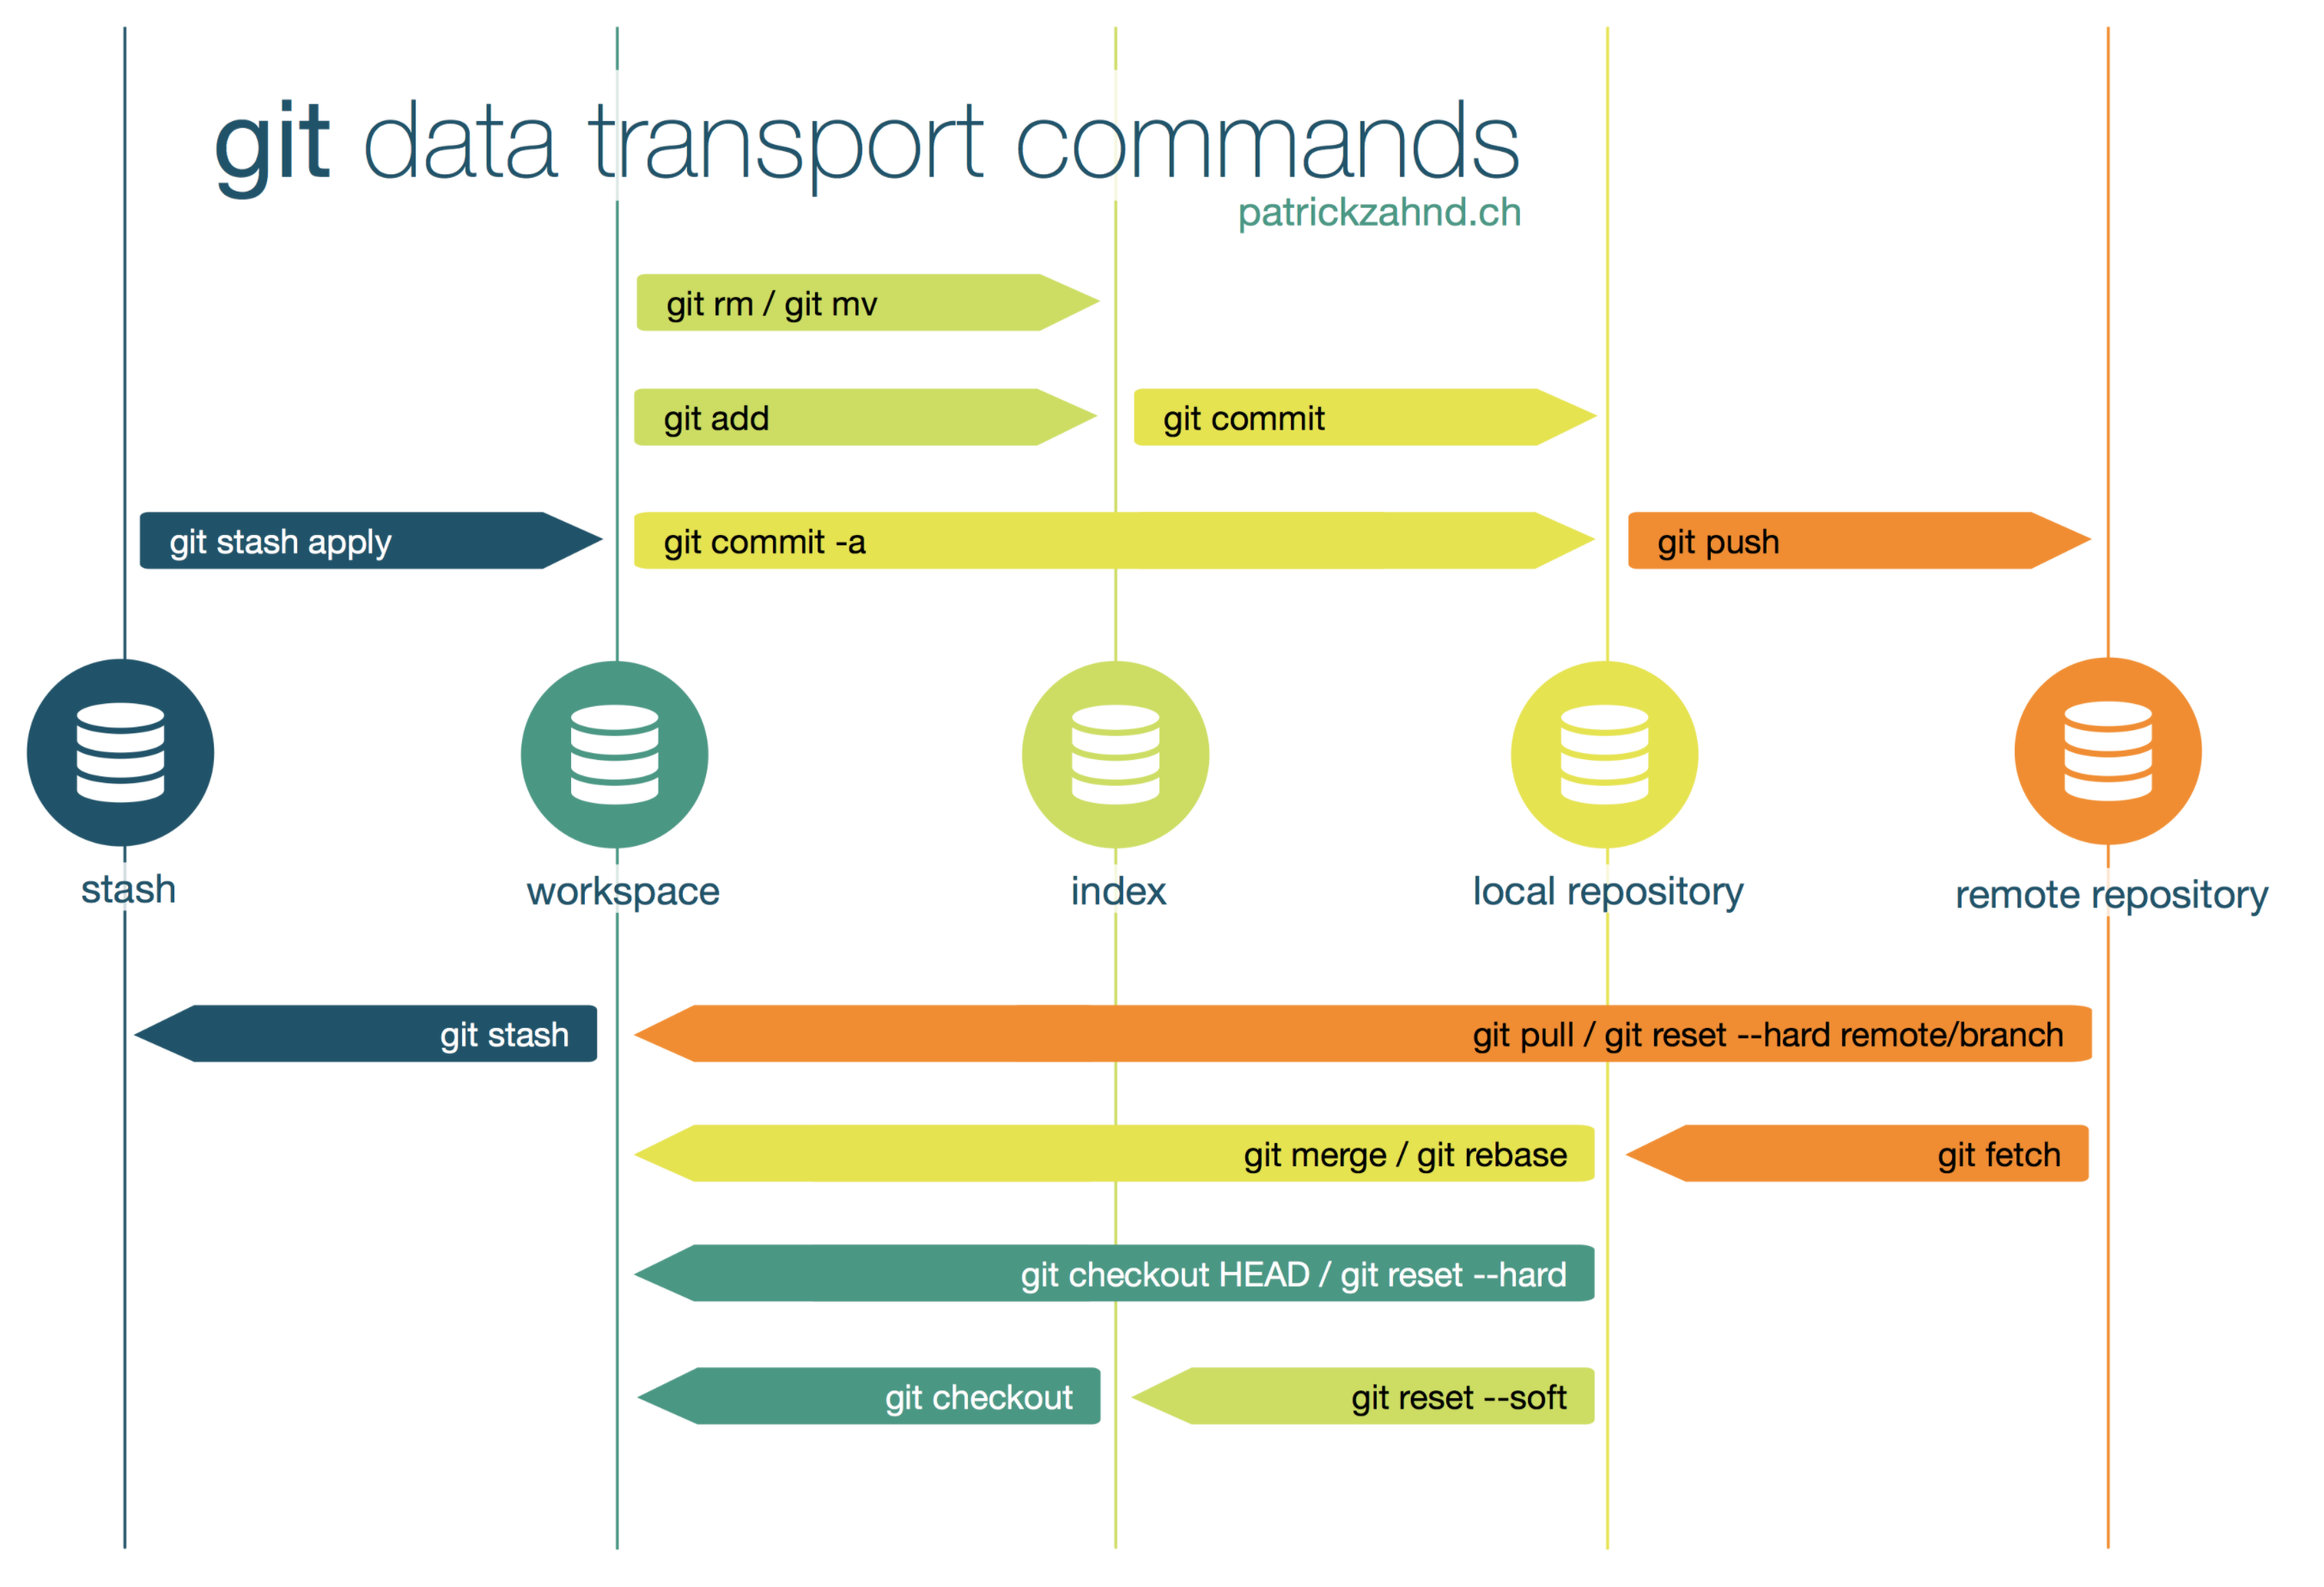 git data transport commands
patrickzahnd.ch
git rm / git mv
git add
git commit
git stash apply
git commit -a
git push
stash
workspace
index
local repository
remote repository
git stash
git pull / git reset --hard remote/branch
git merge / git rebase
git fetch
git checkout HEAD / git reset --hard
git checkout
git reset --soft